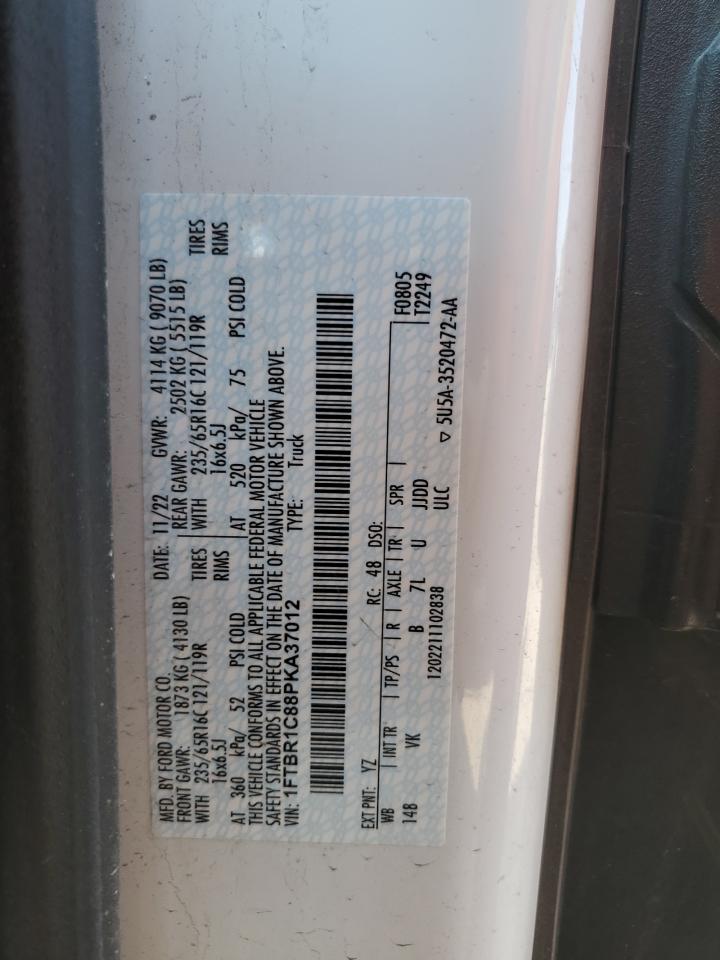 MFD. BY FORD MOTOR CO. DATE: 11/22 GVWR: 4114 KG ( 9070 LB)
FRONT GAWR: 1873 KG ( 4130 LB) REAR GAWR: 2502 KG ( 5515 LB)
WITH 235/65R16C 121/119R TIRES WITH 235/65R16C 121/119R TIRES
16x6.5J RIMS 16x6.5J RIMS
AT 360 kPa/ 52 PSI COLD AT 520 kPa/ 75 PSI COLD
THIS VEHICLE CONFORMS TO ALL APPLICABLE FEDERAL MOTOR VEHICLE
SAFETY STANDARDS IN EFFECT ON THE DATE OF MANUFACTURE SHOWN ABOVE.
VIN: 1FTBR1C88PKA37012 TYPE: Truck
EXT PNT: YZ RC: 48 DSO:
WB INT TR TP/PS R AXLE TR SPR F0805
148 VK B 7L U JJDD T2249
12022111102838 ULC ▽ 5U5A-3520472-AA